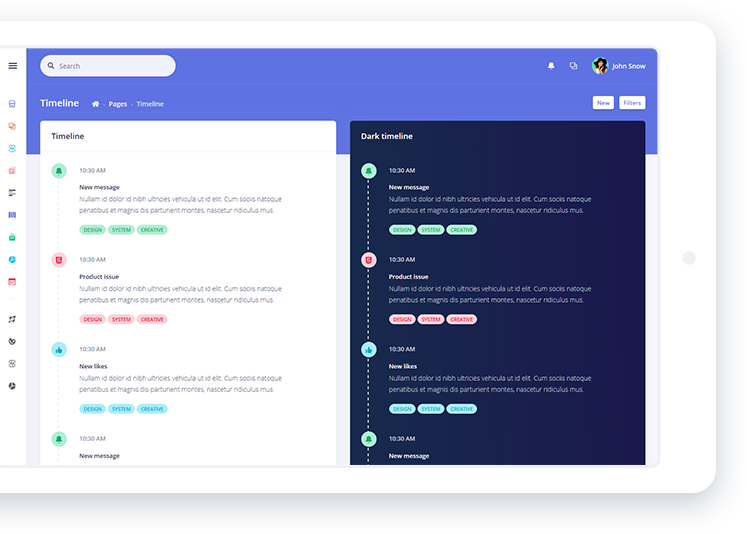 Search
John Snow
Timeline
Pages - Timeline
New
Filters
Timeline
10:30 AM
New message
Nullam id dolor id nibh ultricies vehicula ut id elit. Cum sociis natoque
penatibus et magnis dis parturient montes, nascetur ridiculus mus.
DESIGN SYSTEM CREATIVE
10:30 AM
Product issue
Nullam id dolor id nibh ultricies vehicula ut id elit. Cum sociis natoque
penatibus et magnis dis parturient montes, nascetur ridiculus mus.
DESIGN SYSTEM CREATIVE
10:30 AM
New likes
Nullam id dolor id nibh ultricies vehicula ut id elit. Cum sociis natoque
penatibus et magnis dis parturient montes, nascetur ridiculus mus.
DESIGN SYSTEM CREATIVE
10:30 AM
New message
Dark timeline
10:30 AM
New message
Nullam id dolor id nibh ultricies vehicula ut id elit. Cum sociis natoque
penatibus et magnis dis parturient montes, nascetur ridiculus mus.
DESIGN SYSTEM CREATIVE
10:30 AM
Product issue
Nullam id dolor id nibh ultricies vehicula ut id elit. Cum sociis natoque
penatibus et magnis dis parturient montes, nascetur ridiculus mus.
DESIGN SYSTEM CREATIVE
10:30 AM
New likes
Nullam id dolor id nibh ultricies vehicula ut id elit. Cum sociis natoque
penatibus et magnis dis parturient montes, nascetur ridiculus mus.
DESIGN SYSTEM CREATIVE
10:30 AM
New message